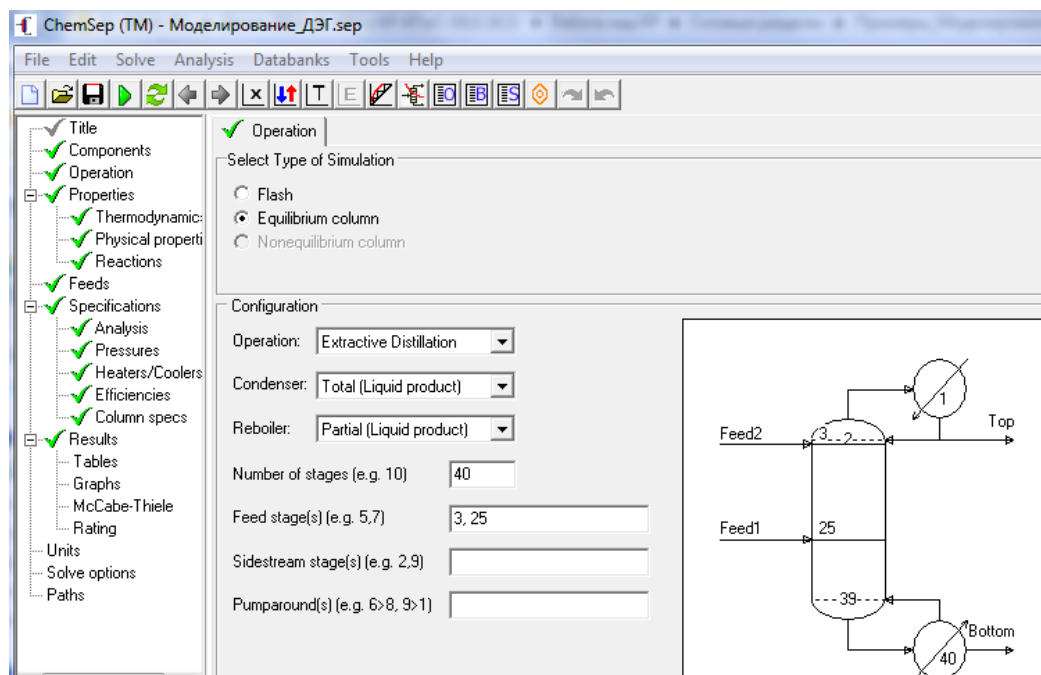 ChemSep (TM) - Моделирование_ДЭГ.sep
File Edit Solve Analysis Databanks Tools Help
T E O B S
Title
Components
Operation
Properties
Thermodynamic:
Physical properti
Reactions
Feeds
Specifications
Analysis
Pressures
Heaters/Coolers
Efficiencies
Column specs
Results
Tables
Graphs
McCabe-Thiele
Rating
Units
Solve options
Paths
Operation
Select Type of Simulation
Flash
Equilibrium column
Nonequilibrium column
Configuration
Operation: Extractive Distillation
Condenser: Total (Liquid product)
Reboiler: Partial (Liquid product)
Number of stages (e.g. 10) 40
Feed stage(s) (e.g. 5,7) 3, 25
Sidestream stage(s) (e.g. 2,9)
Pumparound(s) (e.g. 6>8, 9>1)
1
Top
Feed2 3 2
Feed1 25
39
Bottom
40